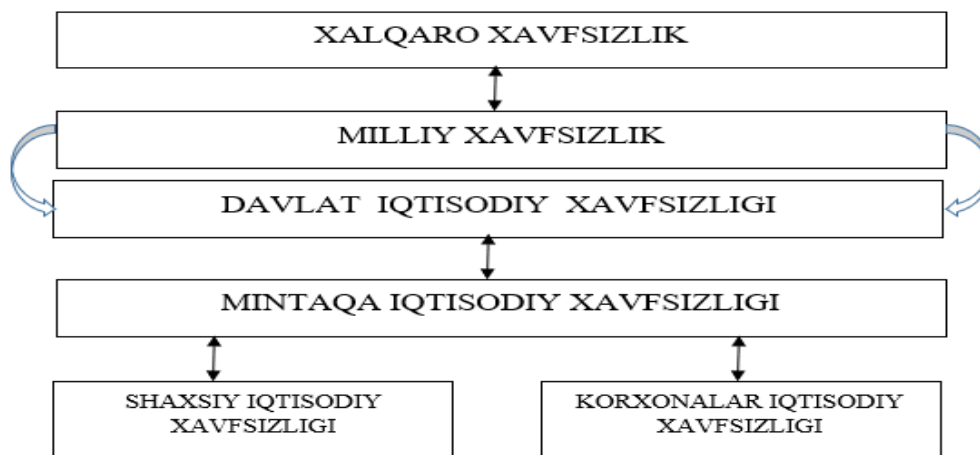 XALQARO XAVFSIZLIK
MILLIY XAVFSIZLIK
DAVLAT IQTISODIY XAVFSIZLIGI
MINTAQA IQTISODIY XAVFSIZLIGI
SHAXSIY IQTISODIY
XAVFSIZLIGI
KORXONALAR IQTISODIY
XAVFSIZLIGI